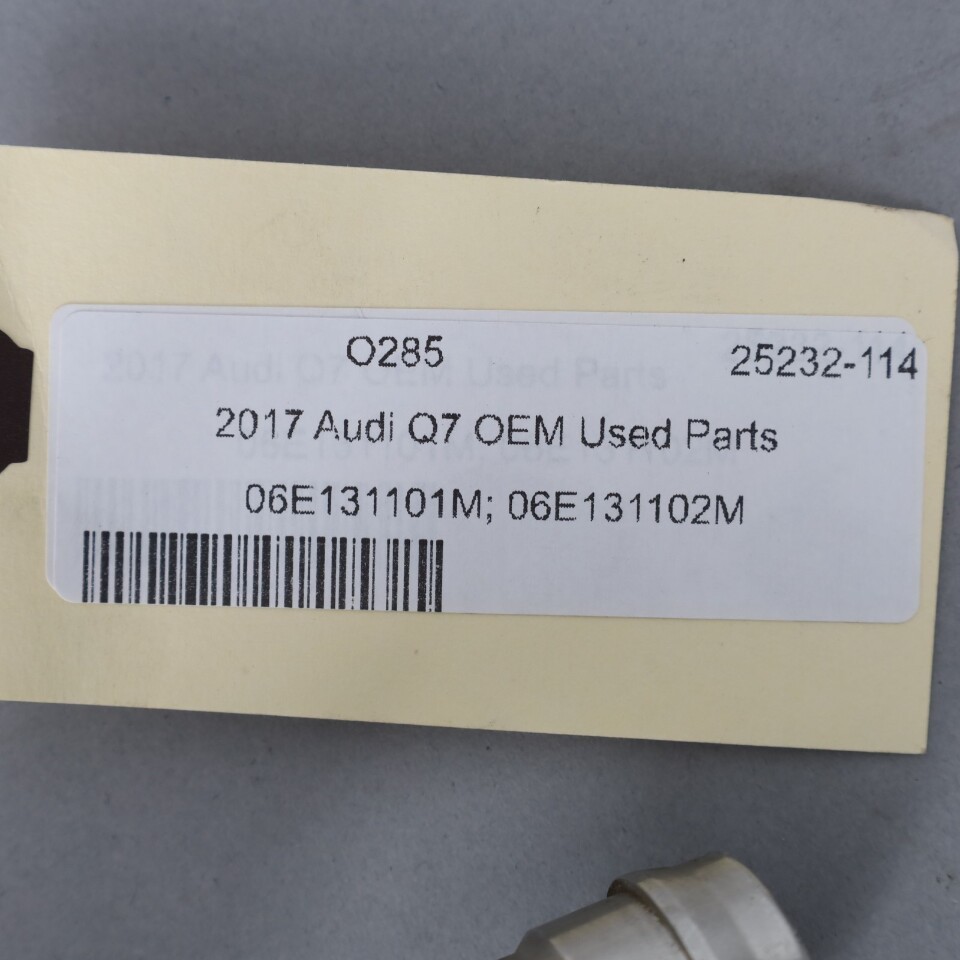 O285
25232-114
2017 Audi Q7 OEM Used Parts
06E131101M; 06E131102M